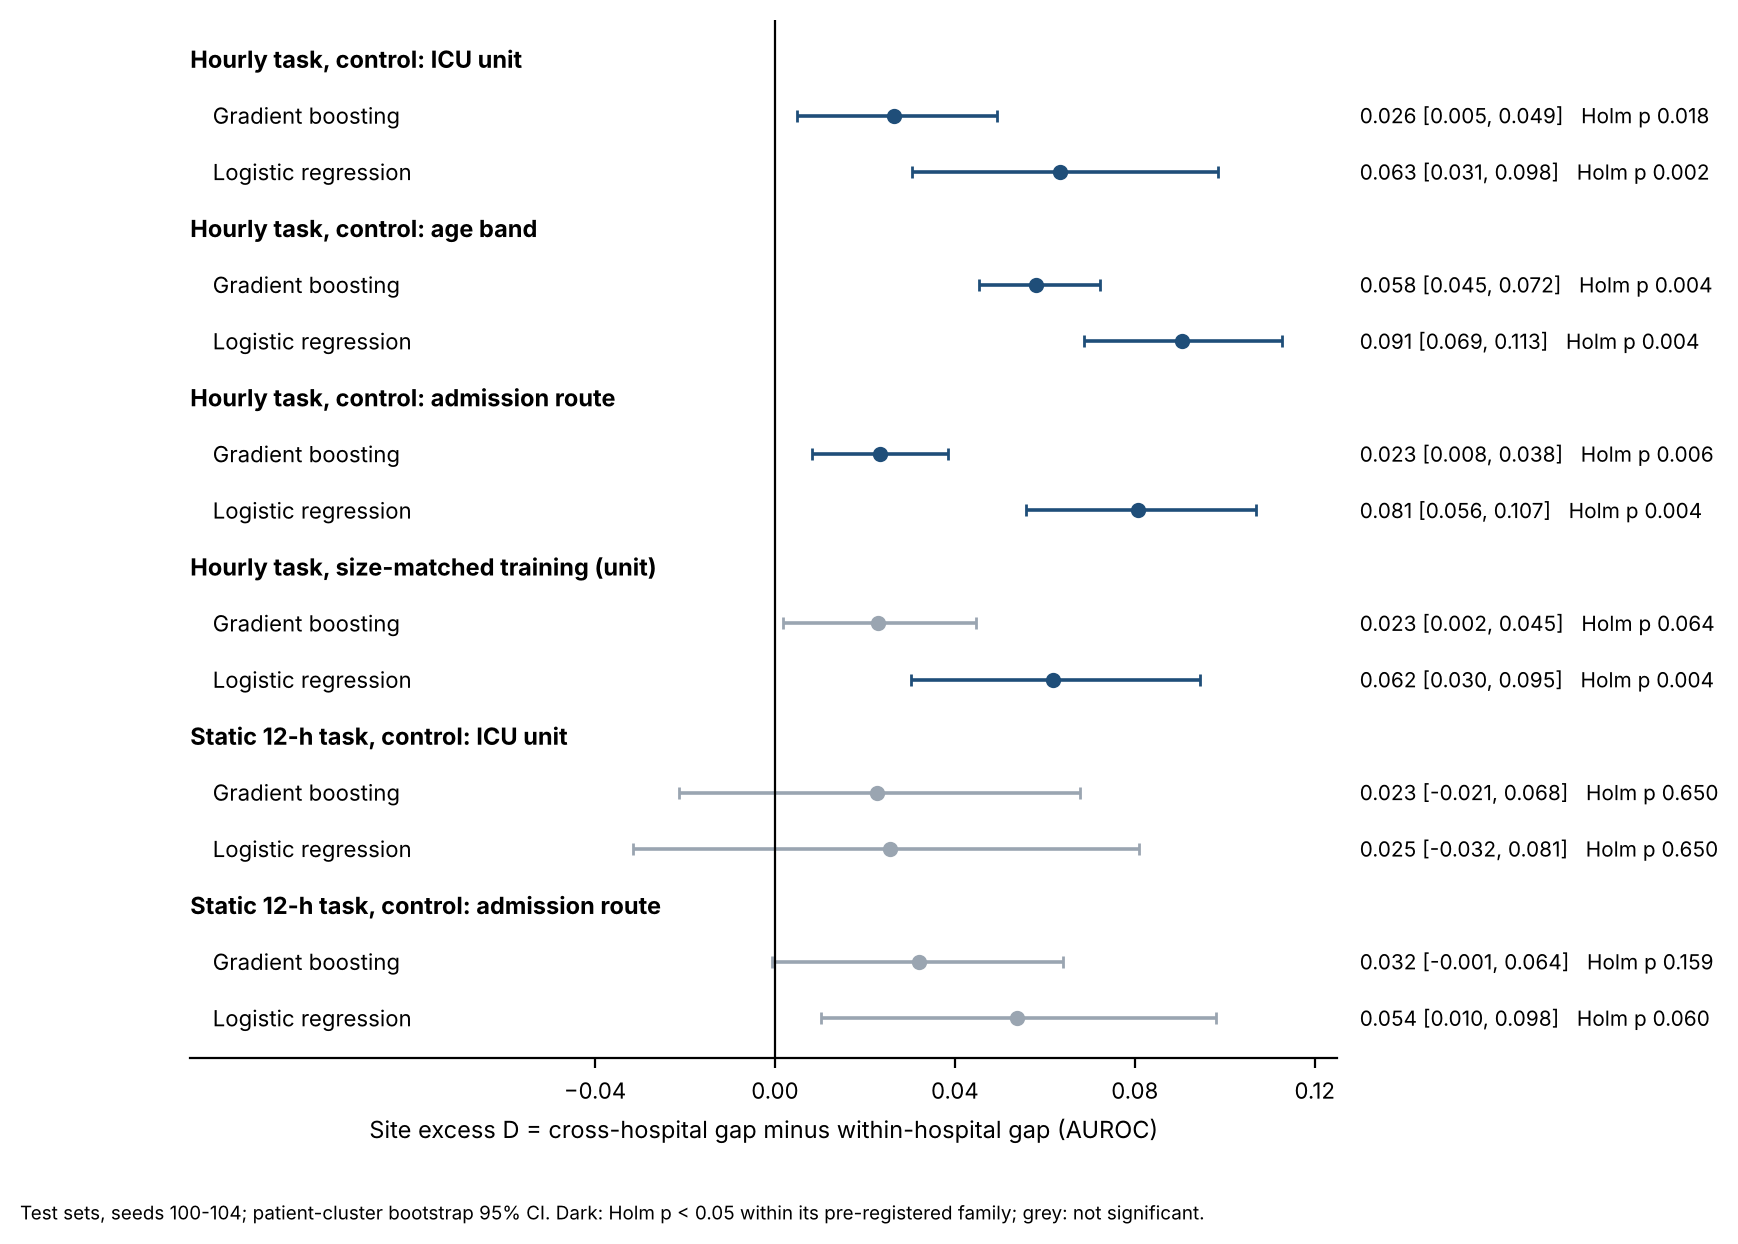 Hourly task, control: ICU unit
Gradient boosting 0.026 [0.005, 0.049] Holm p 0.018
Logistic regression 0.063 [0.031, 0.098] Holm p 0.002
Hourly task, control: age band
Gradient boosting 0.058 [0.045, 0.072] Holm p 0.004
Logistic regression 0.091 [0.069, 0.113] Holm p 0.004
Hourly task, control: admission route
Gradient boosting 0.023 [0.008, 0.038] Holm p 0.006
Logistic regression 0.081 [0.056, 0.107] Holm p 0.004
Hourly task, size-matched training (unit)
Gradient boosting 0.023 [0.002, 0.045] Holm p 0.064
Logistic regression 0.062 [0.030, 0.095] Holm p 0.004
Static 12-h task, control: ICU unit
Gradient boosting 0.023 [-0.021, 0.068] Holm p 0.650
Logistic regression 0.025 [-0.032, 0.081] Holm p 0.650
Static 12-h task, control: admission route
Gradient boosting 0.032 [-0.001, 0.064] Holm p 0.159
Logistic regression 0.054 [0.010, 0.098] Holm p 0.060
−0.04 0.00 0.04 0.08 0.12
Site excess D = cross-hospital gap minus within-hospital gap (AUROC)
Test sets, seeds 100-104; patient-cluster bootstrap 95% CI. Dark: Holm p < 0.05 within its pre-registered family; grey: not significant.